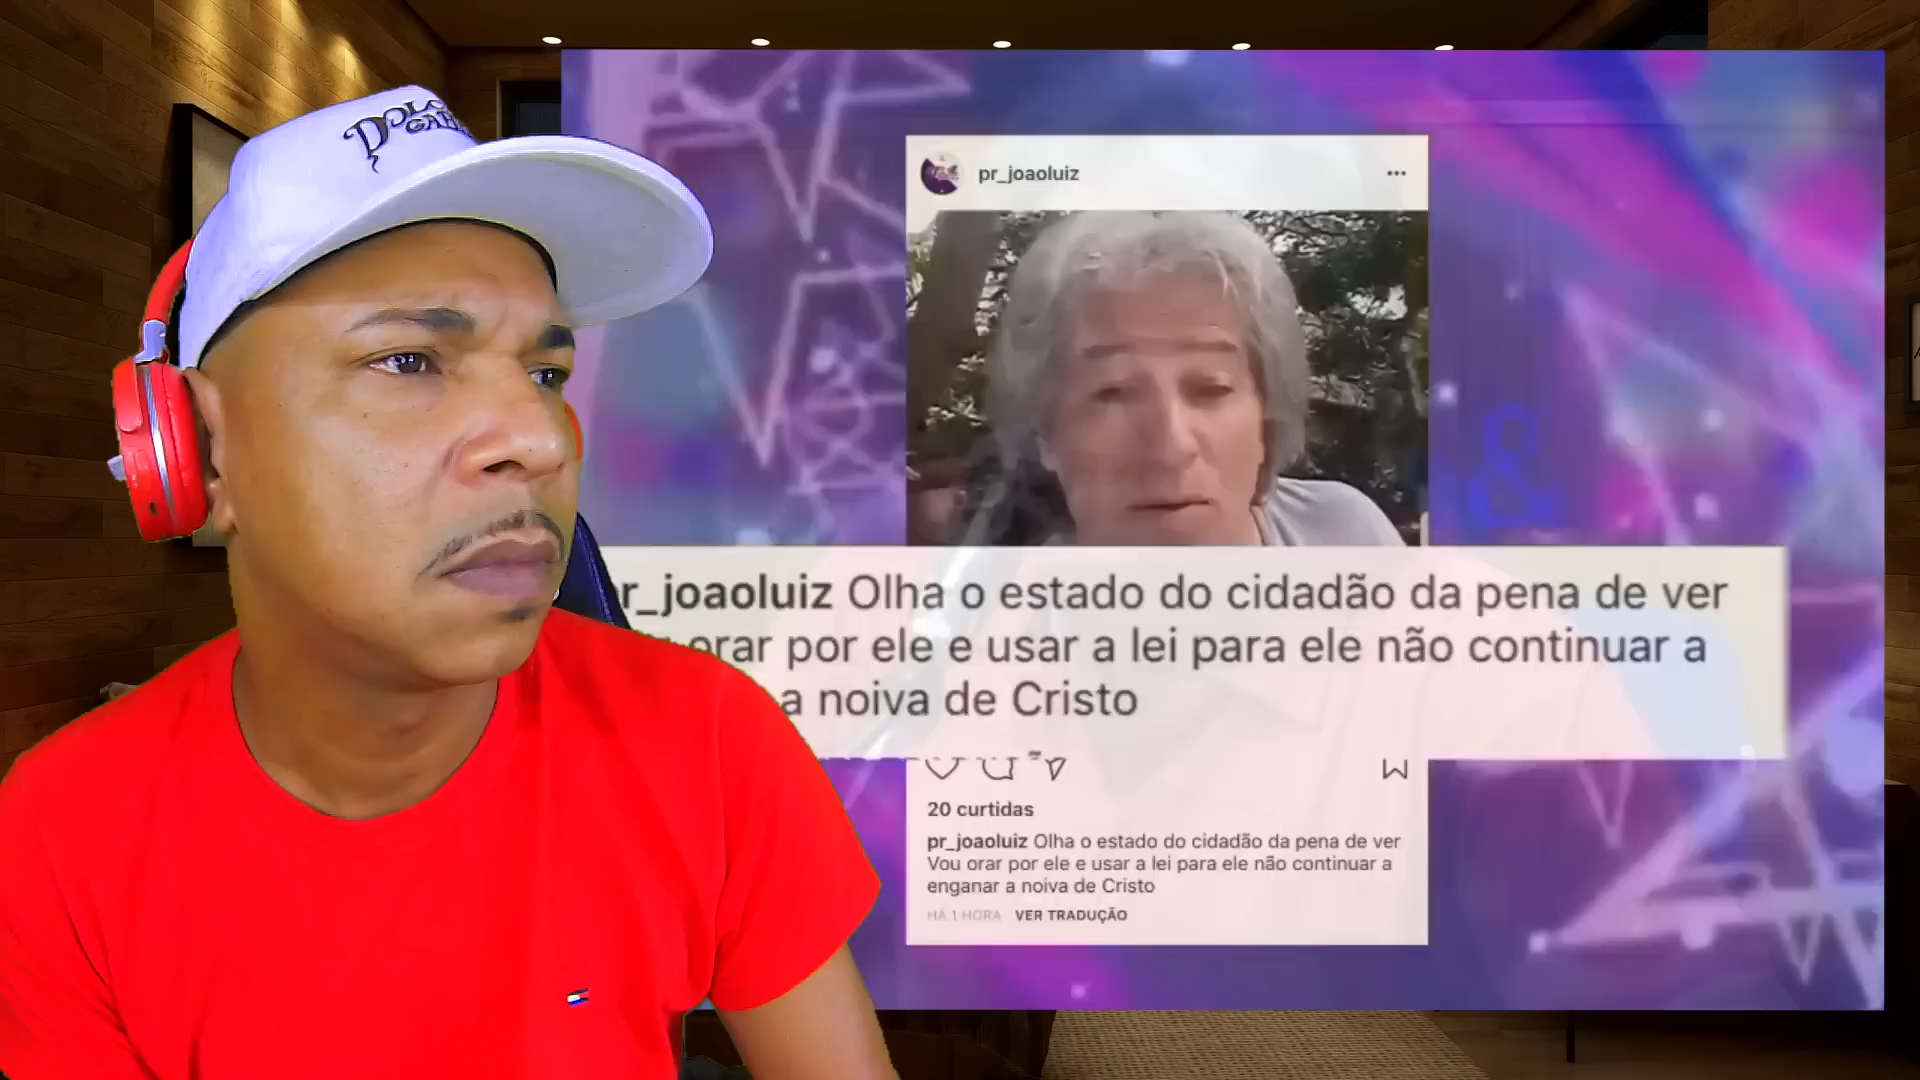 DOLC
GAB
pr_joaoluiz
&
r_joaoluiz Olha o estado do cidadão da pena de ver
orar por ele e usar a lei para ele não continuar a
a noiva de Cristo
20 curtidas
pr_joaoluiz Olha o estado do cidadão da pena de ver
Vou orar por ele e usar a lei para ele não continuar a
enganar a noiva de Cristo
HÁ 1 HORA VER TRADUÇÃO